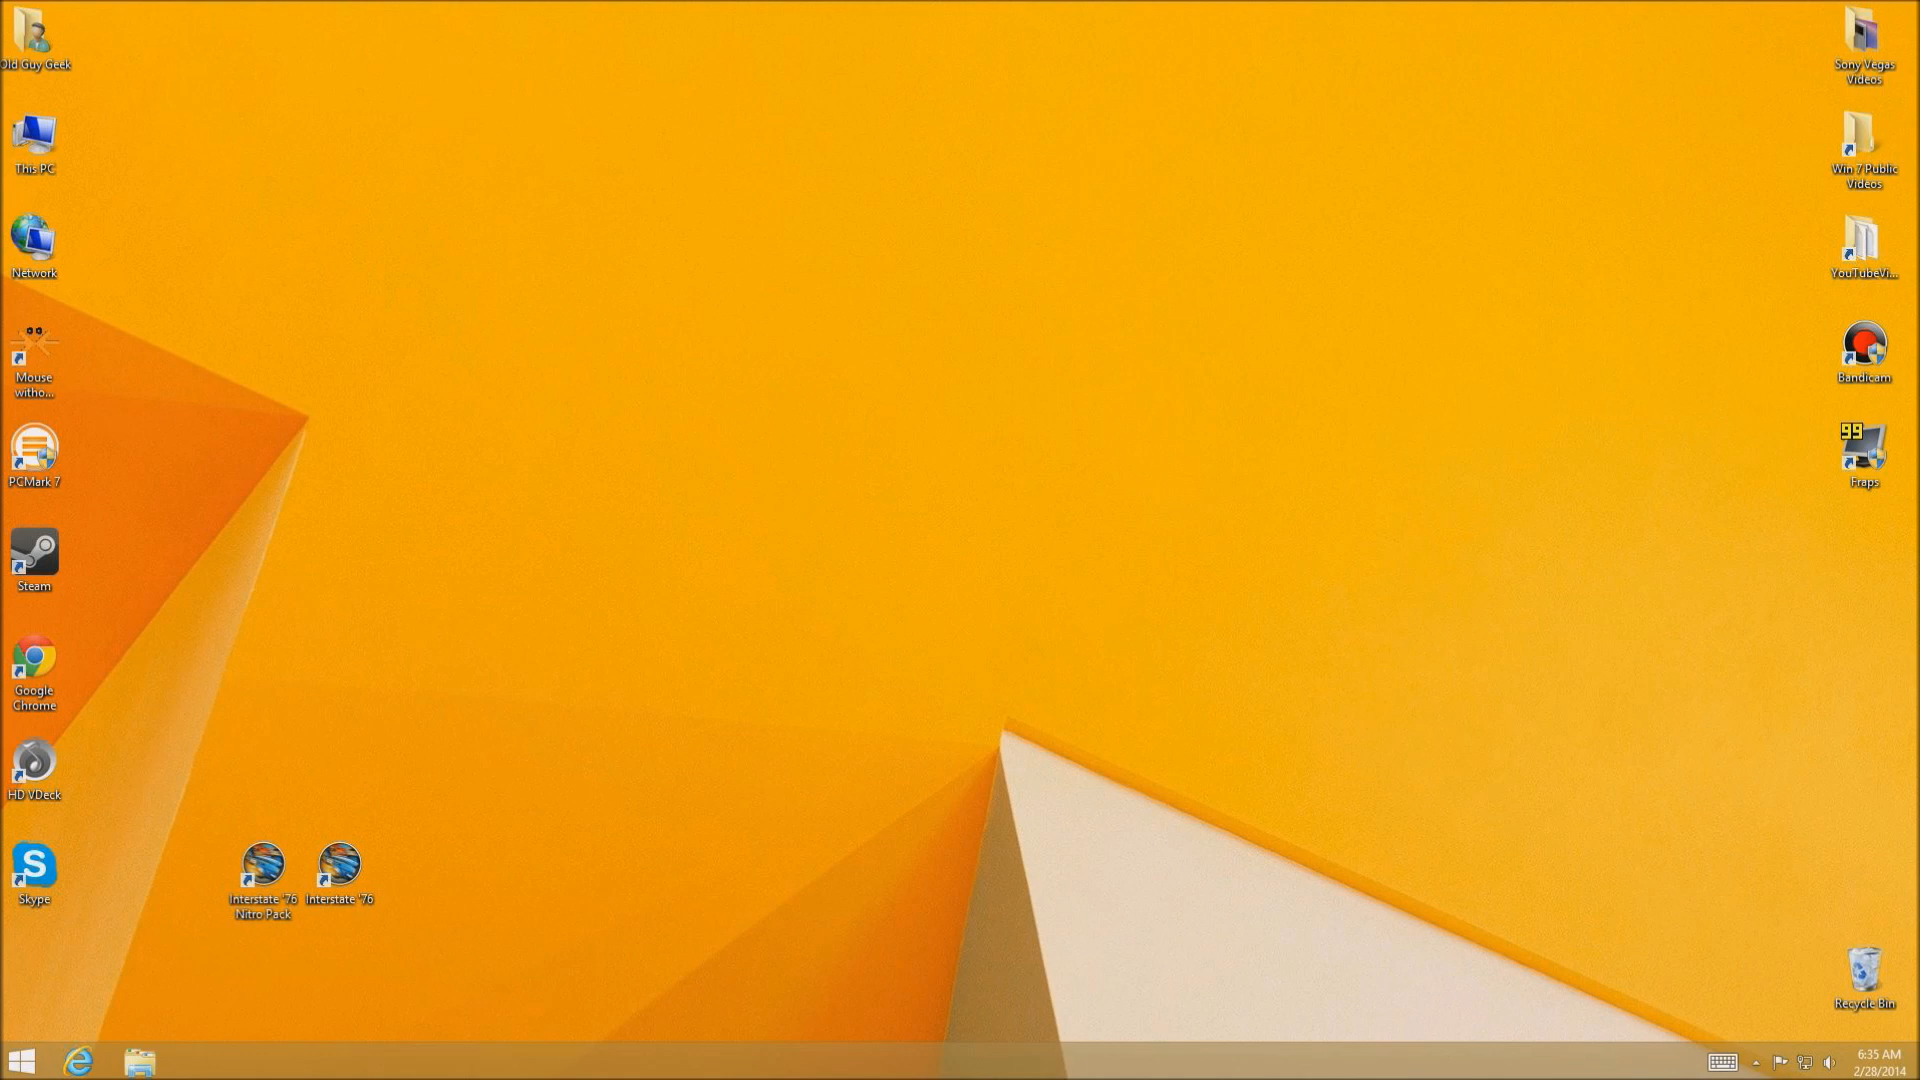 Old Guy Geek
This PC
Network
Mouse
witho...
PCMark 7
Steam
Google
Chrome
HD VDeck
S
Skype
Interstate '76
Nitro Pack
Interstate '76
Sony Vegas
Videos
Win 7 Public
Videos
YouTubeVi...
Bandicam
99
Fraps
Recycle Bin
6:35 AM
2/28/2014